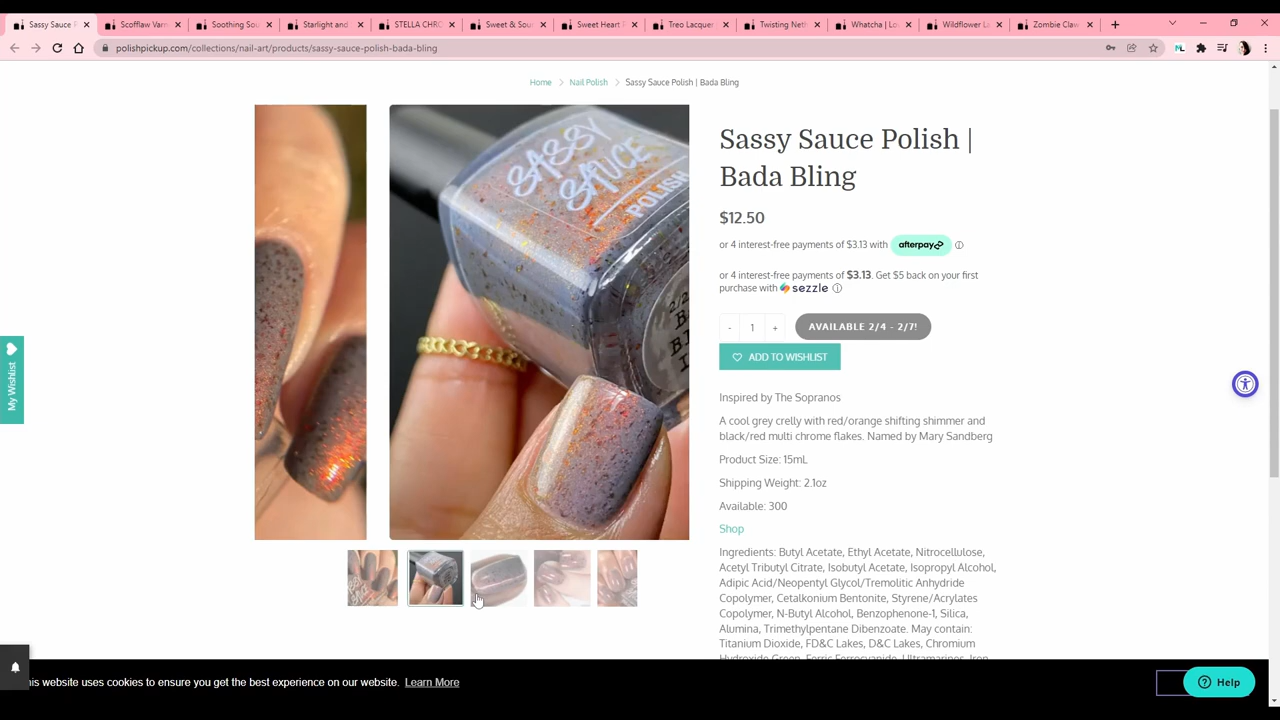 Sassy Sauce P
Scofflaw Varn
Soothing Sou
Starlight and
STELLA CHRO
Sweet & Sour
Sweet Heart P
Treo Lacquer
Twisting Neth
Whatcha | Lo
Wildflower La
Zombie Claw
polishpickup.com/collections/nail-art/products/sassy-sauce-polish-bada-bling
Home > Nail Polish > Sassy Sauce Polish | Bada Bling
SASSY
SAUCE
POLISH
Sassy Sauce Polish |
Bada Bling
$12.50
or 4 interest-free payments of $3.13 with afterpay
or 4 interest-free payments of $3.13. Get $5 back on your first
purchase with sezzle
- 1 +
AVAILABLE 2/4 - 2/7!
ADD TO WISHLIST
My Wishlist
Inspired by The Sopranos
A cool grey crelly with red/orange shifting shimmer and
black/red multi chrome flakes. Named by Mary Sandberg
Product Size: 15mL
Shipping Weight: 2.1oz
Available: 300
Shop
Ingredients: Butyl Acetate, Ethyl Acetate, Nitrocellulose,
Acetyl Tributyl Citrate, Isobutyl Acetate, Isopropyl Alcohol,
Adipic Acid/Neopentyl Glycol/Tremolitic Anhydride
Copolymer, Cetalkonium Bentonite, Styrene/Acrylates
Copolymer, N-Butyl Alcohol, Benzophenone-1, Silica,
Alumina, Trimethylpentane Dibenzoate. May contain:
Titanium Dioxide, FD&C Lakes, D&C Lakes, Chromium
Hydroxide Green, Ferric Ferrocyanide, Ultramarines, Iron
his website uses cookies to ensure you get the best experience on our website. Learn More
Help